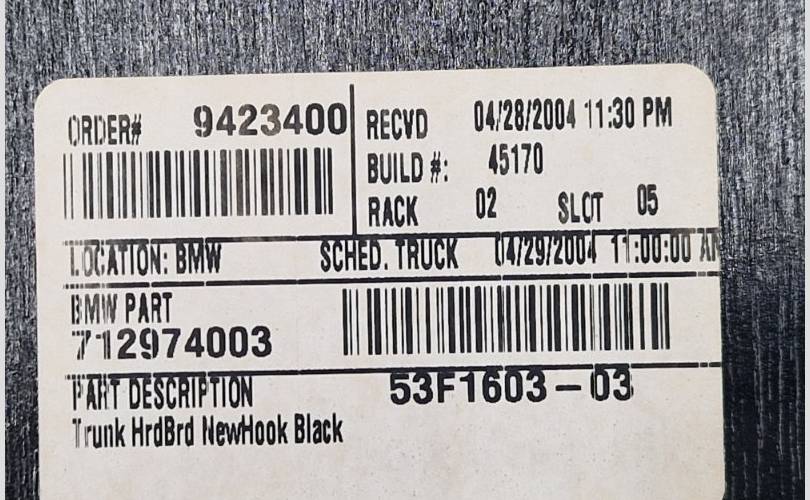 ORDER# 9423400
RECVD 04/28/2004 11:30 PM
BUILD #: 45170
RACK 02 SLOT 05
LOCATION: BMW SCHED. TRUCK 04/29/2004 11:00:00 AM
BMW PART
712974003
PART DESCRIPTION 53F1603-03
Trunk HrdBrd NewHook Black